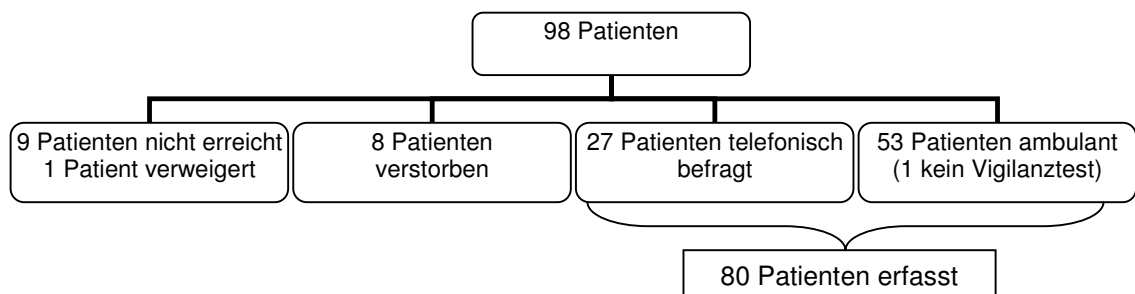 98 Patienten
9 Patienten nicht erreicht
1 Patient verweigert
8 Patienten
verstorben
27 Patienten telefonisch
befragt
53 Patienten ambulant
(1 kein Vigilanztest)
80 Patienten erfasst